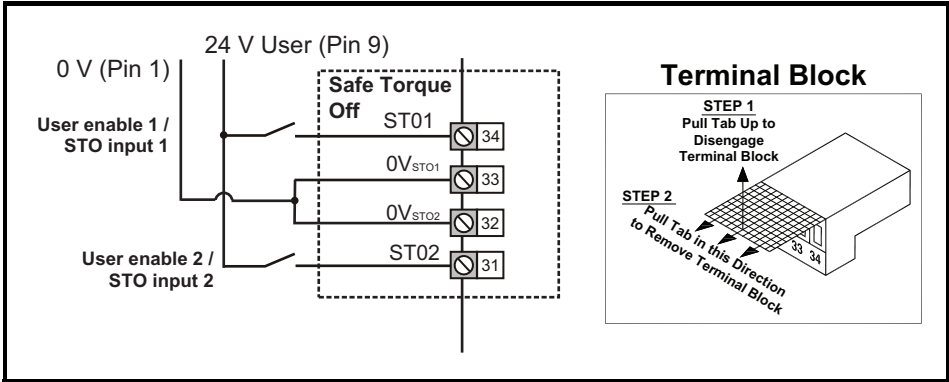 24 V User (Pin 9)
0 V (Pin 1)
Safe Torque
Off
User enable 1 /
STO input 1
ST01
34
0VSTO1
33
0VSTO2
32
User enable 2 /
STO input 2
ST02
31
Terminal Block
STEP 1
Pull Tab Up to
Disengage
Terminal Block
STEP 2
Pull Tab in this Direction
to Remove Terminal Block
33 34